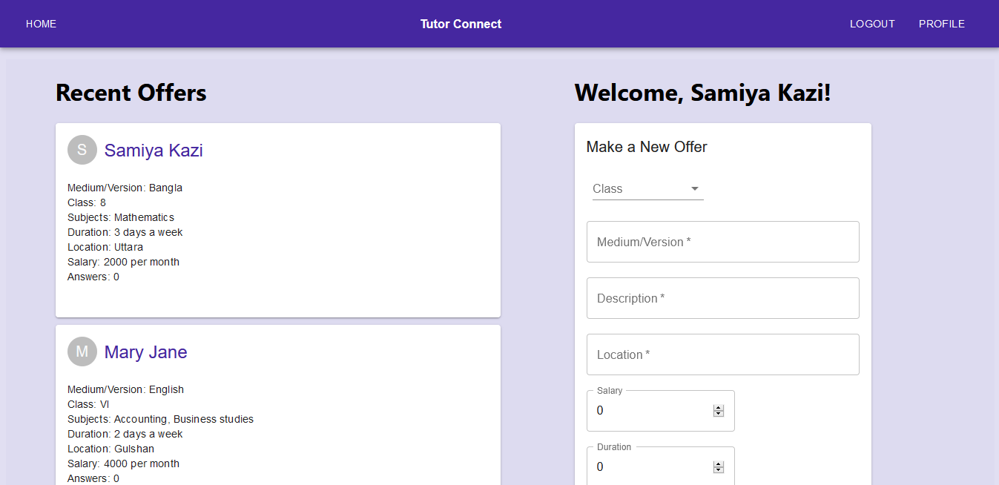 HOME
Tutor Connect
LOGOUT
PROFILE
Recent Offers
S
Samiya Kazi
Medium/Version: Bangla
Class: 8
Subjects: Mathematics
Duration: 3 days a week
Location: Uttara
Salary: 2000 per month
Answers: 0
M
Mary Jane
Medium/Version: English
Class: VI
Subjects: Accounting, Business studies
Duration: 2 days a week
Location: Gulshan
Salary: 4000 per month
Answers: 0
Welcome, Samiya Kazi!
Make a New Offer
Class
Medium/Version *
Description *
Location *
Salary
0
Duration
0